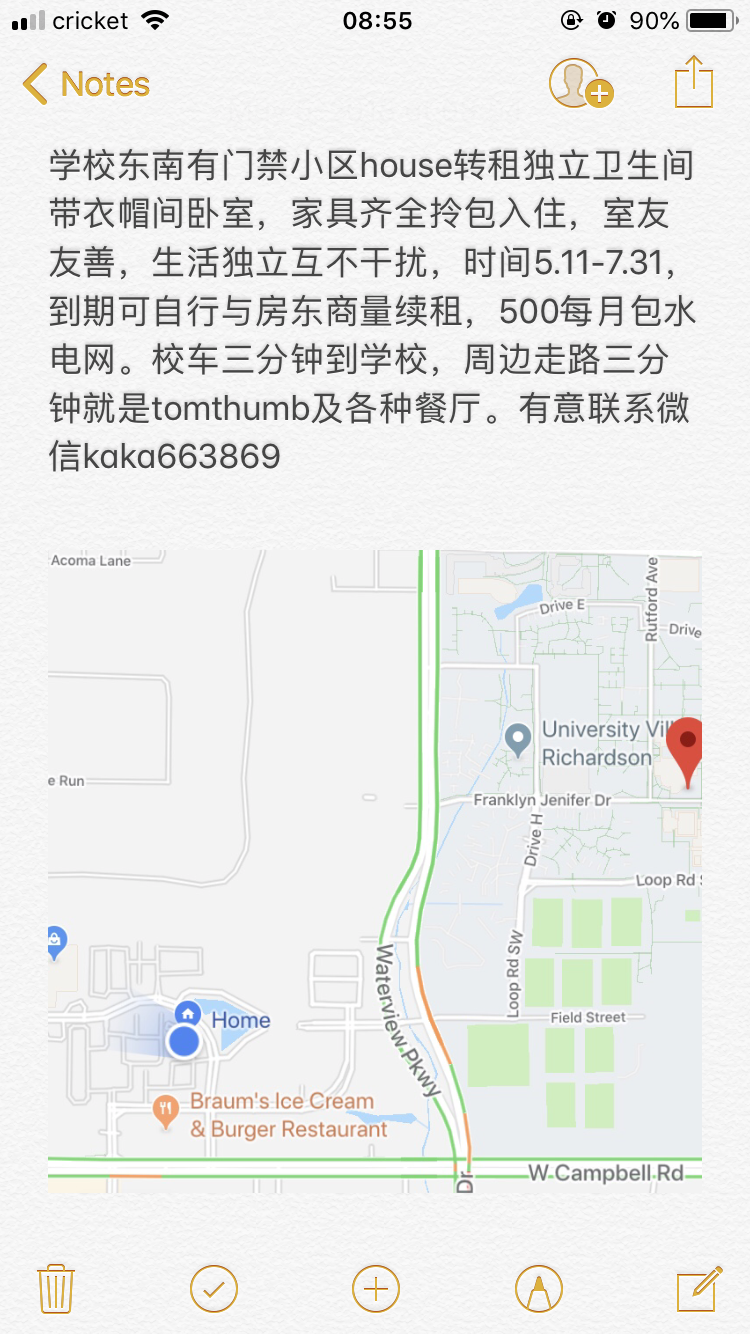 cricket 08:55 90%
Notes
学校东南有门禁小区house转租独立卫生间
带衣帽间卧室，家具齐全拎包入住，室友
友善，生活独立互不干扰，时间5.11-7.31，
到期可自行与房东商量续租，500每月包水
电网。校车三分钟到学校，周边走路三分
钟就是tomthumb及各种餐厅。有意联系微
信kaka663869
Acoma Lane
Rutford Ave
Drive E
Drive
University Vill
Richardson
e Run
Franklyn Jenifer Dr
Drive H
Loop Rd S
Loop Rd SW
Waterview Pkwy
Home
Field Street
Braum's Ice Cream
& Burger Restaurant
W Campbell Rd
Dr